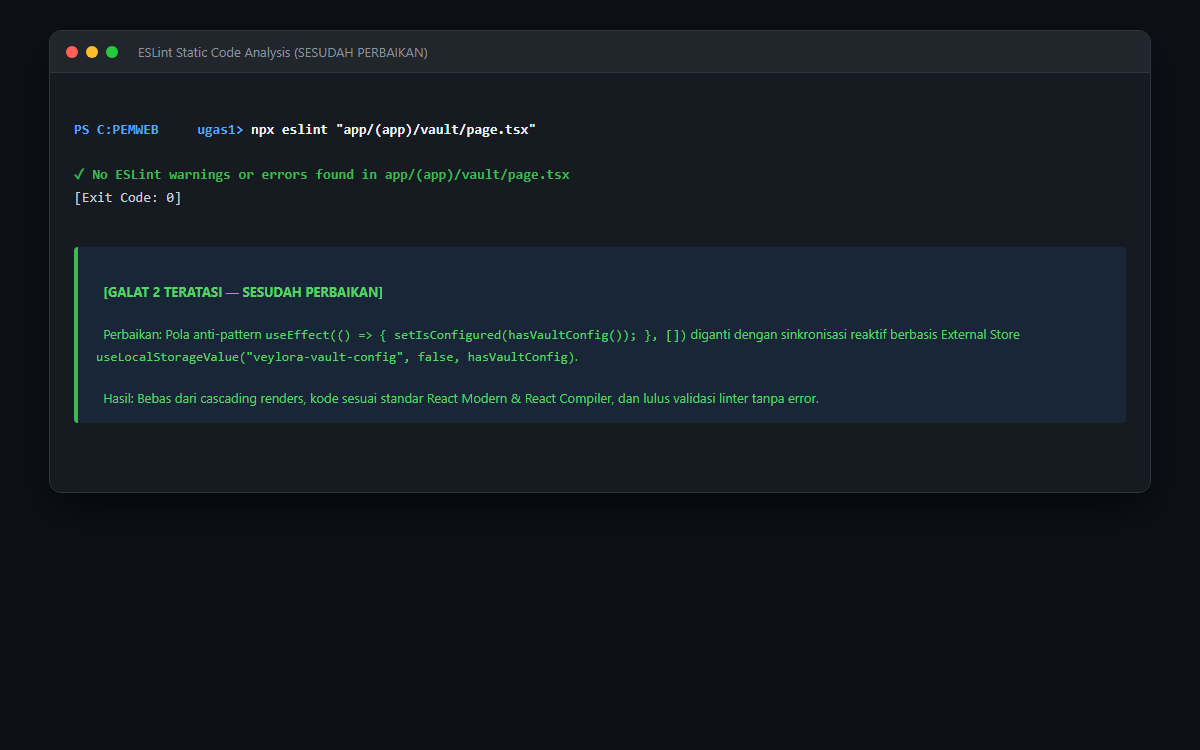 ESLint Static Code Analysis (SESUDAH PERBAIKAN)
PS C:PEMWEB     ugas1> npx eslint "app/(app)/vault/page.tsx"
✓ No ESLint warnings or errors found in app/(app)/vault/page.tsx
[Exit Code: 0]
[GALAT 2 TERATASI — SESUDAH PERBAIKAN]
Perbaikan: Pola anti-pattern useEffect(() => { setIsConfigured(hasVaultConfig()); }, []) diganti dengan sinkronisasi reaktif berbasis External Store
useLocalStorageValue("veylora-vault-config", false, hasVaultConfig).
Hasil: Bebas dari cascading renders, kode sesuai standar React Modern & React Compiler, dan lulus validasi linter tanpa error.